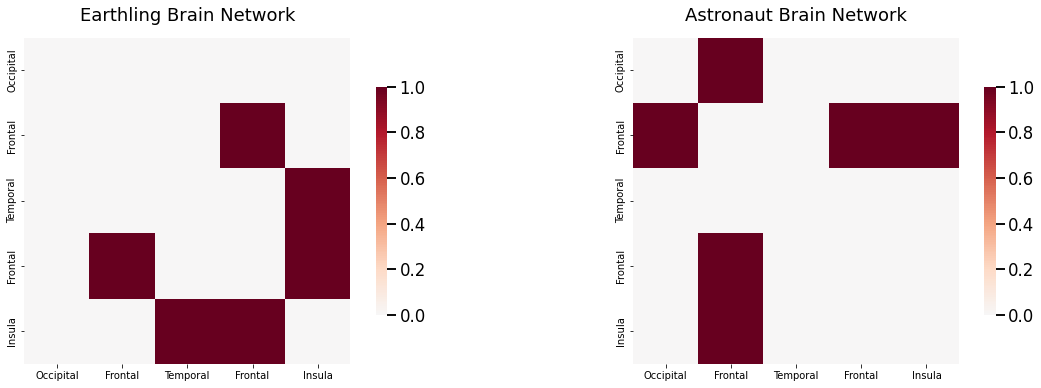 Earthling Brain Network
Astronaut Brain Network
Occipital
Frontal
Temporal
Frontal
Insula
Occipital Frontal Temporal Frontal Insula
1.0
0.8
0.6
0.4
0.2
0.0
Occipital
Frontal
Temporal
Frontal
Insula
Occipital Frontal Temporal Frontal Insula
1.0
0.8
0.6
0.4
0.2
0.0